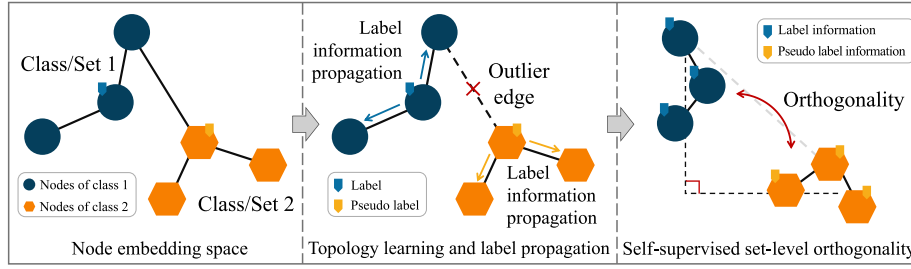 Class/Set 1
Nodes of class 1
Nodes of class 2
Class/Set 2
Node embedding space
Label
information
propagation
Outlier
edge
Label
Pseudo label
Label
information
propagation
Topology learning and label propagation
Label information
Pseudo label information
Orthogonality
Self-supervised set-level orthogonality